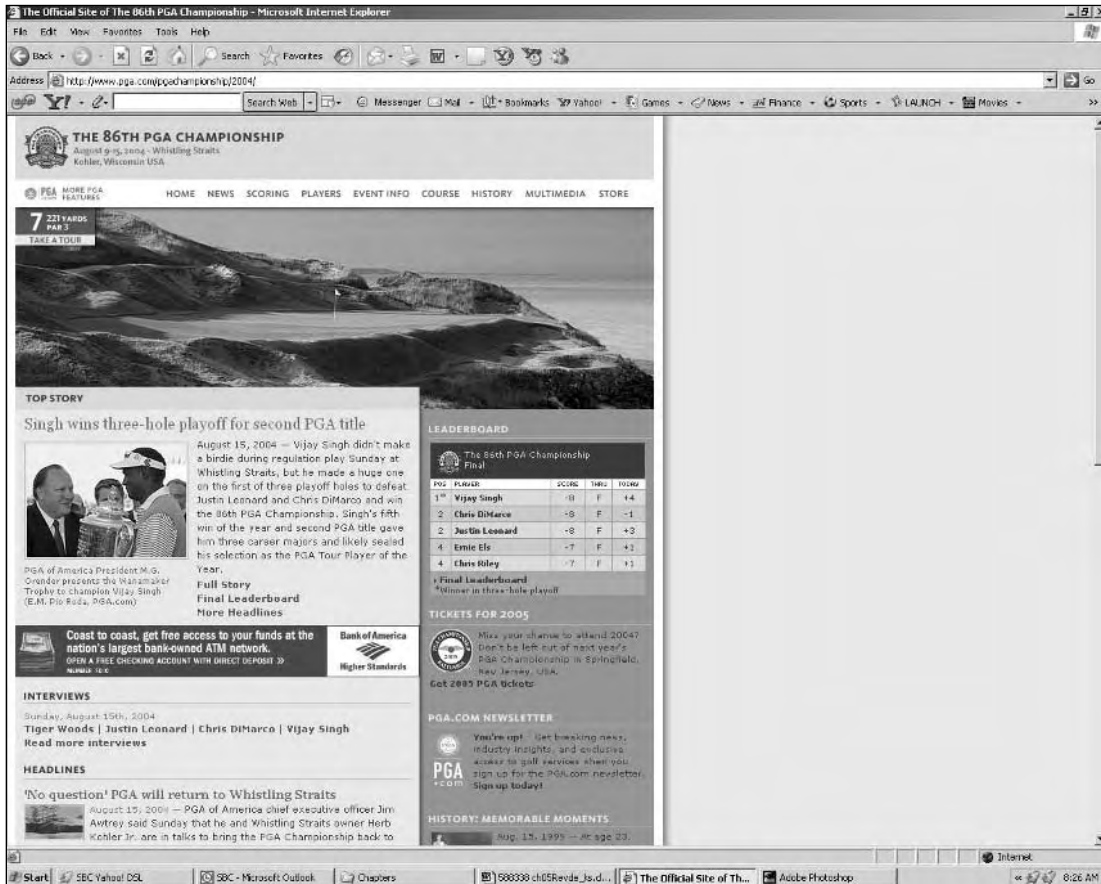 The Official Site of The 86th PGA Championship - Microsoft Internet Explorer
File Edit View Favorites Tools Help
Back Search Favorites
Address http://www.pga.com/pgachampionship/2004/ Go
Y! Search Web Messenger Mail Bookmarks Yahoo! Games News Finance Sports LAUNCH Movies »
THE 86TH PGA CHAMPIONSHIP
August 9-15, 2004 - Whistling Straits
Kohler, Wisconsin USA
PGA MORE PGA FEATURES HOME NEWS SCORING PLAYERS EVENT INFO COURSE HISTORY MULTIMEDIA STORE
7 221 YARDS
PAR 3
TAKE A TOUR
TOP STORY
Singh wins three-hole playoff for second PGA title
August 15, 2004 — Vijay Singh didn't make
a birdie during regulation play Sunday at
Whistling Straits, but he made a huge one
on the first of three playoff holes to defeat
Justin Leonard and Chris DiMarco and win
the 86th PGA Championship. Singh's fifth
win of the year and second PGA title gave
him three career majors and likely sealed
his selection as the PGA Tour Player of the
Year.
Full Story
Final Leaderboard
More Headlines
PGA of America President M.G.
Orender presents the Wanamaker
Trophy to champion Vijay Singh
(E.M. Pio Roda, PGA.com)
Coast to coast, get free access to your funds at the
nation's largest bank-owned ATM network.
OPEN A FREE CHECKING ACCOUNT WITH DIRECT DEPOSIT »
MEMBER FDIC
Bank of America
Higher Standards
INTERVIEWS
Sunday, August 15th, 2004
Tiger Woods | Justin Leonard | Chris DiMarco | Vijay Singh
Read more interviews
HEADLINES
'No question' PGA will return to Whistling Straits
August 15, 2004 — PGA of America chief executive officer Jim
Awtrey said Sunday that he and Whistling Straits owner Herb
Kohler Jr. are in talks to bring the PGA Championship back to
LEADERBOARD
The 86th PGA Championship
Final
POS PLAYER SCORE THRU TODAY
1* Vijay Singh -8 F +4
2 Chris DiMarco -8 F -1
2 Justin Leonard -8 F +3
4 Ernie Els -7 F +1
4 Chris Riley -7 F +1
Final Leaderboard
*Winner in three-hole playoff
TICKETS FOR 2005
Miss your chance to attend 2004?
Don't be left out of next year's
PGA Championship in Springfield,
New Jersey, USA.
Get 2005 PGA tickets
PGA.COM NEWSLETTER
PGA
.com
You're up! Get breaking news,
industry insights, and exclusive
access to golf services when you
sign up for the PGA.com newsletter.
Sign up today!
HISTORY: MEMORABLE MOMENTS
Aug. 15, 1999 — At age 23,
Internet
Start SBC Yahoo! DSL SBC - Microsoft Outlook Chapters 588338 ch05Revde_ks.d... The Official Site of Th... Adobe Photoshop « 8:26 AM